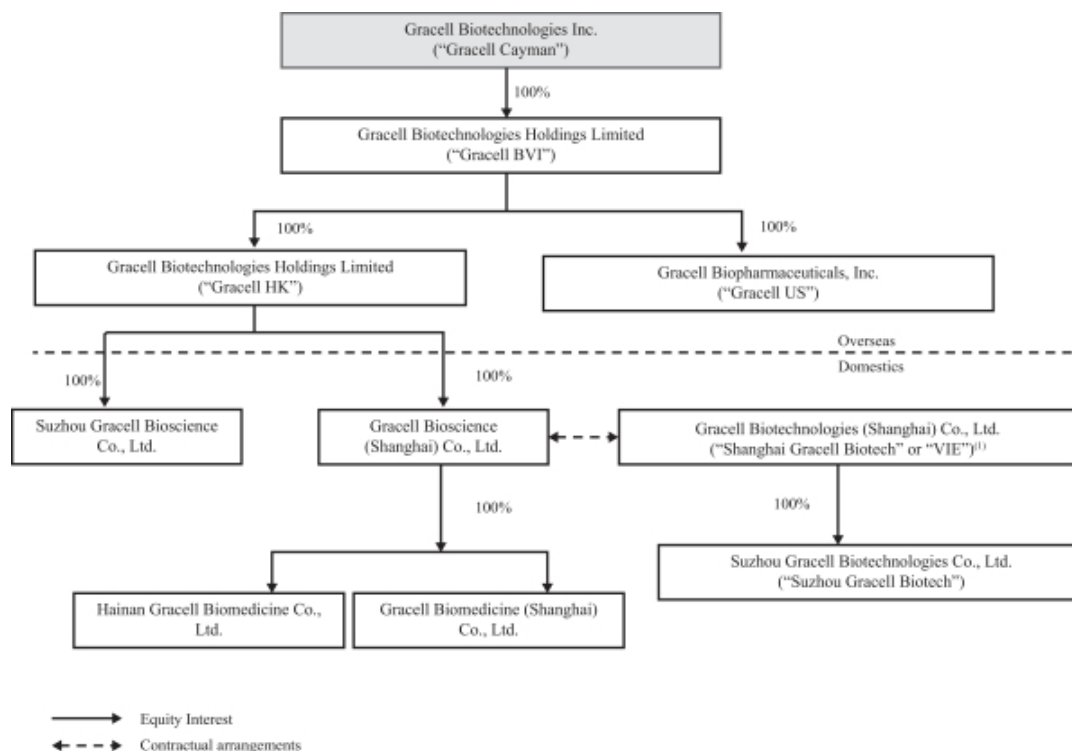 Gracell Biotechnologies Inc.
(“Gracell Cayman”)
100%
Gracell Biotechnologies Holdings Limited
(“Gracell BVI”)
100%
100%
Gracell Biotechnologies Holdings Limited
(“Gracell HK”)
Gracell Biopharmaceuticals, Inc.
(“Gracell US”)
Overseas
Domestics
100%
100%
Suzhou Gracell Bioscience
Co., Ltd.
Gracell Bioscience
(Shanghai) Co., Ltd.
Gracell Biotechnologies (Shanghai) Co., Ltd.
(“Shanghai Gracell Biotech” or “VIE”)(1)
100%
100%
Suzhou Gracell Biotechnologies Co., Ltd.
(“Suzhou Gracell Biotech”)
Hainan Gracell Biomedicine Co.,
Ltd.
Gracell Biomedicine (Shanghai)
Co., Ltd.
Equity Interest
Contractual arrangements